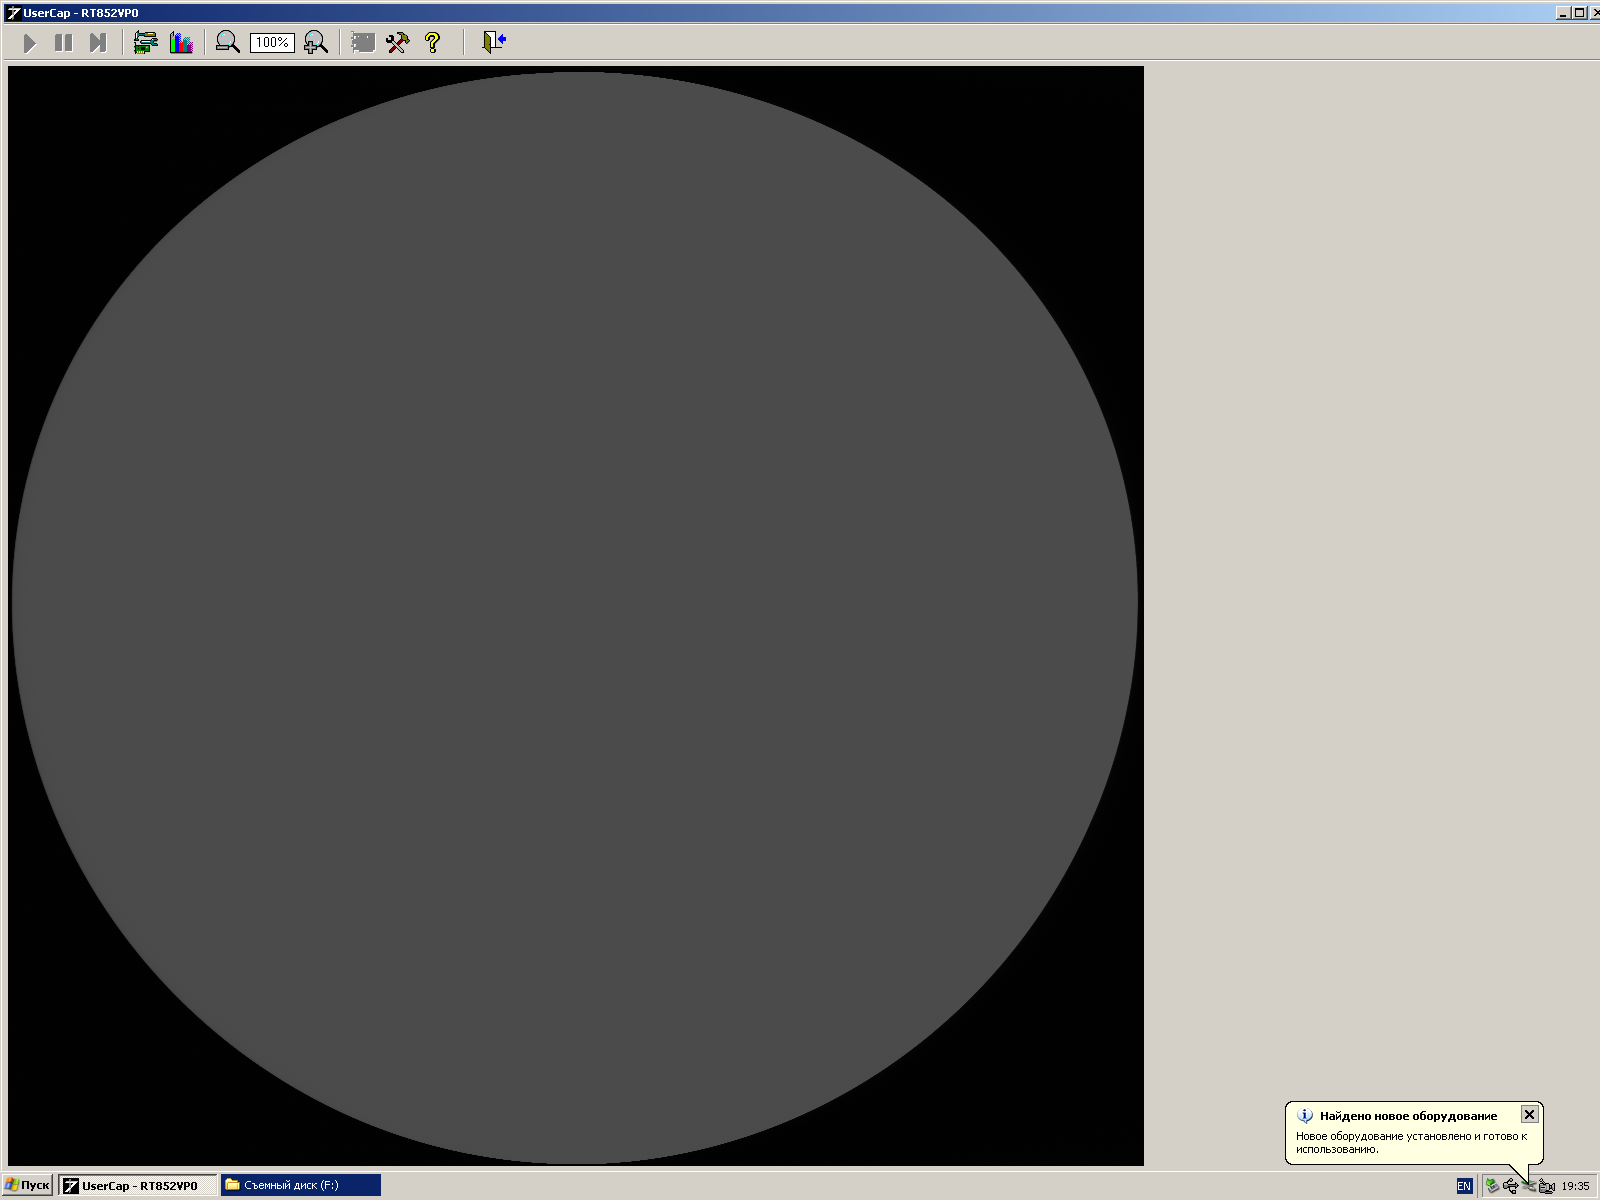 UserCap - RT852VP0
100%
Найдено новое оборудование
Новое оборудование установлено и готово к
использованию.
Пуск
UserCap - RT852VP0
Съемный диск (F:)
EN
19:35